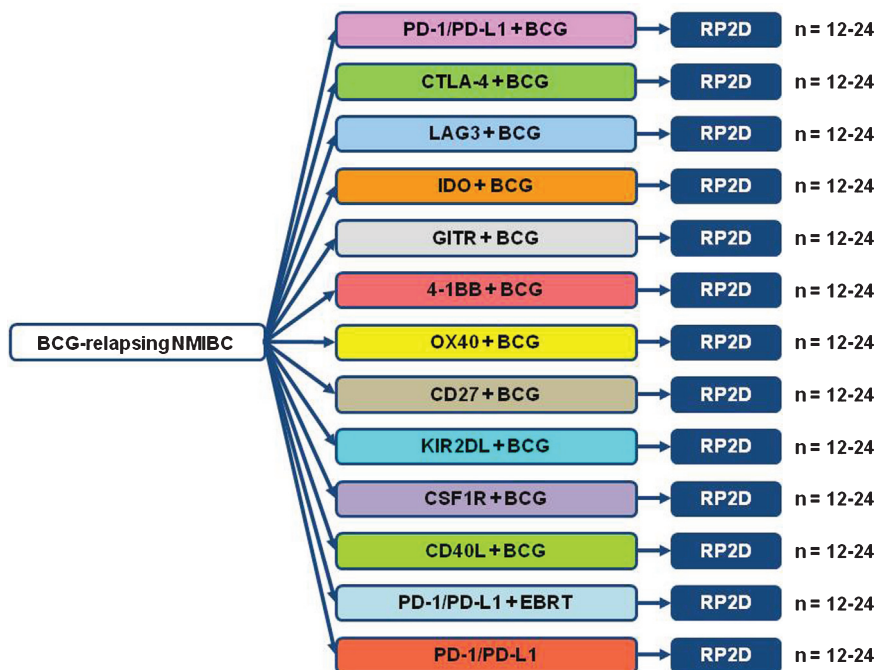 PD-1/PD-L1 + BCG RP2D n = 12-24
CTLA-4 + BCG RP2D n = 12-24
LAG3 + BCG RP2D n = 12-24
IDO + BCG RP2D n = 12-24
GITR + BCG RP2D n = 12-24
4-1BB + BCG RP2D n = 12-24
BCG-relapsing NMIBC OX40 + BCG RP2D n = 12-24
CD27 + BCG RP2D n = 12-24
KIR2DL + BCG RP2D n = 12-24
CSF1R + BCG RP2D n = 12-24
CD40L + BCG RP2D n = 12-24
PD-1/PD-L1 + EBRT RP2D n = 12-24
PD-1/PD-L1 RP2D n = 12-24